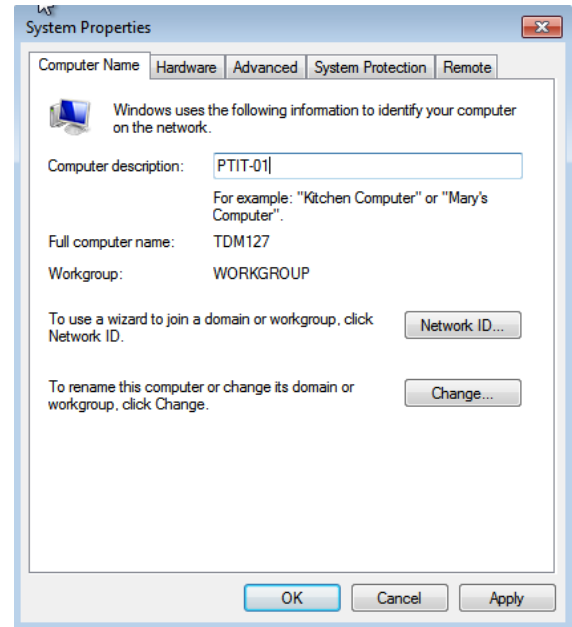 System Properties
Computer Name Hardware Advanced System Protection Remote
Windows uses the following information to identify your computer
on the network.
Computer description: PTIT-01
For example: "Kitchen Computer" or "Mary's
Computer".
Full computer name: TDM127
Workgroup: WORKGROUP
To use a wizard to join a domain or workgroup, click
Network ID.
Network ID...
To rename this computer or change its domain or
workgroup, click Change.
Change...
OK Cancel Apply